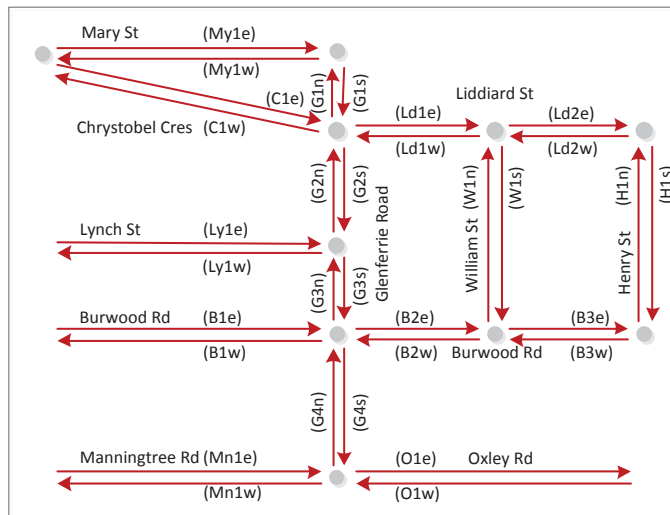 Mary St (My1e)
(My1w)
(G1n)
(G1s)
(C1e)
Chrystobel Cres (C1w)
Liddiard St
(Ld1e)
(Ld1w)
(Ld2e)
(Ld2w)
(G2n)
(G2s)
Glenferrie Road
(W1n)
(W1s)
William St
(H1n)
(H1s)
Henry St
Lynch St (Ly1e)
(Ly1w)
(G3n)
(G3s)
Burwood Rd (B1e)
(B1w)
(B2e)
(B2w)
Burwood Rd
(B3e)
(B3w)
(G4n)
(G4s)
Manningtree Rd (Mn1e)
(Mn1w)
(O1e) Oxley Rd
(O1w)